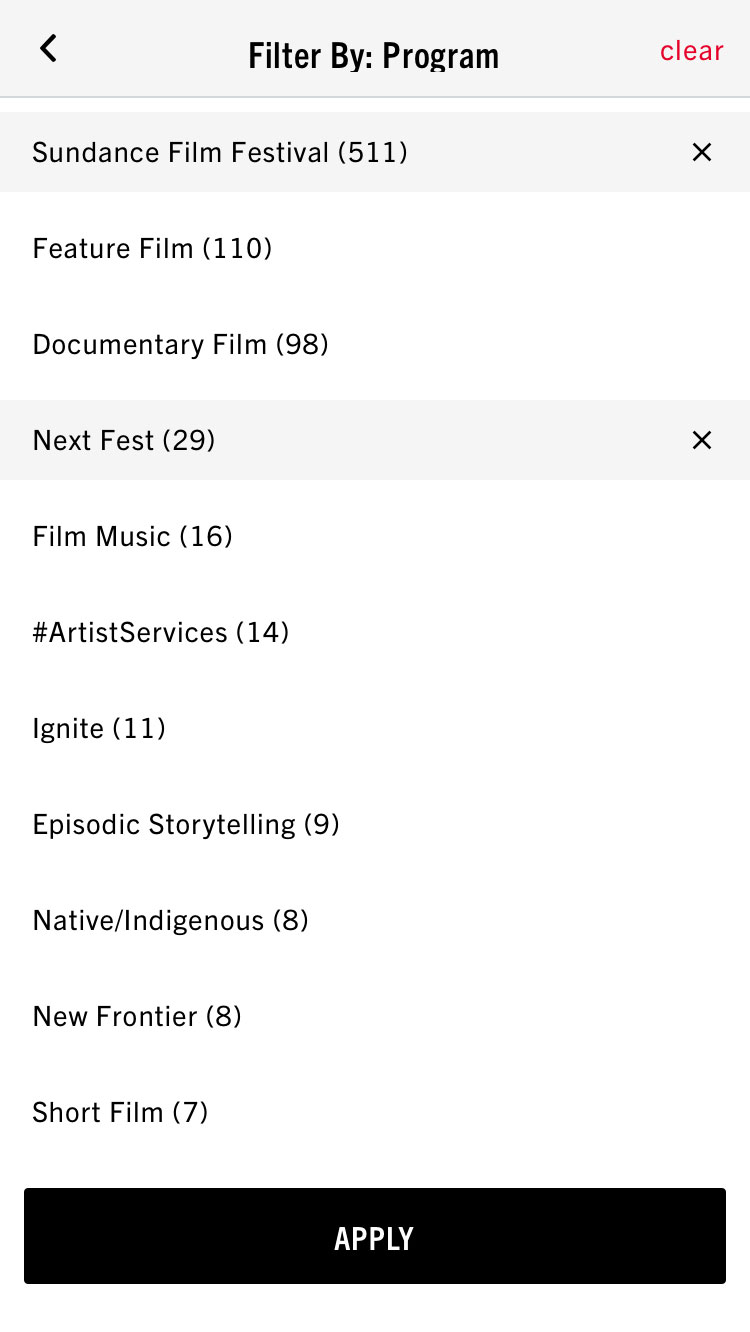 Filter By: Program
clear
Sundance Film Festival (511)
Feature Film (110)
Documentary Film (98)
Next Fest (29)
Film Music (16)
#ArtistServices (14)
Ignite (11)
Episodic Storytelling (9)
Native/Indigenous (8)
New Frontier (8)
Short Film (7)
APPLY